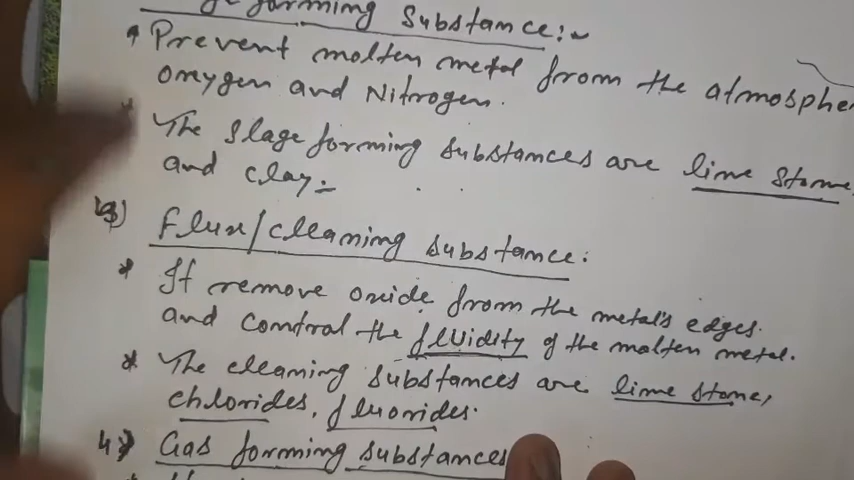 forming Substance:~
* Prevent molten metal from the atmosphe
oxygen and Nitrogen.
* The slage forming substances are lime stone,
and clay:-
3) Flux/cleaning substance:
* It remove oxide from the metal's edges.
and control the fluidity of the molten metal.
* The cleaning substances are lime stone,
chlorides, fluorides.
4) Gas forming substances